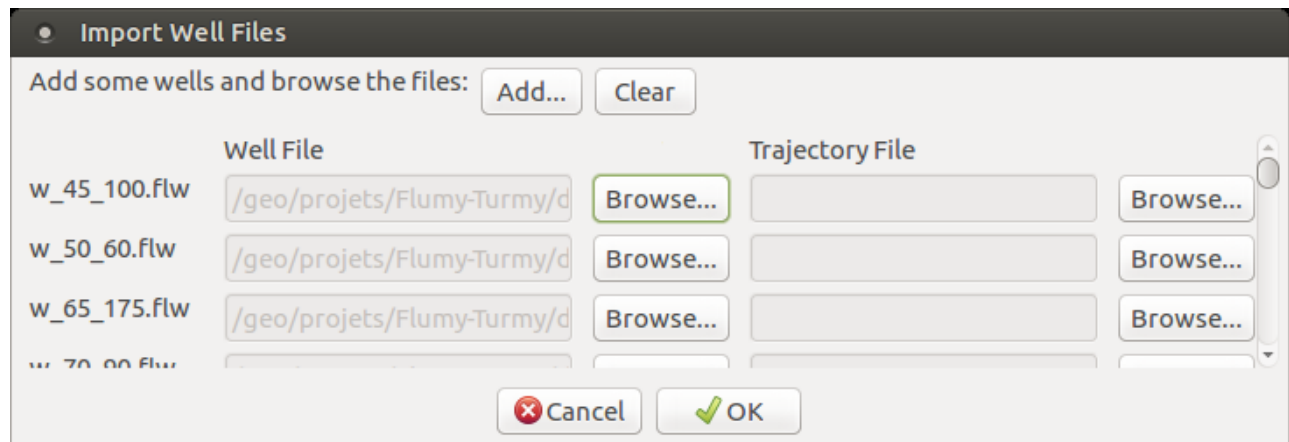 Import Well Files
Add some wells and browse the files: Add... Clear
Well File Trajectory File
w_45_100.flw /geo/projets/Flumy-Turmy/d Browse... Browse...
w_50_60.flw /geo/projets/Flumy-Turmy/d Browse... Browse...
w_65_175.flw /geo/projets/Flumy-Turmy/d Browse... Browse...
w_70_90.flw
Cancel OK